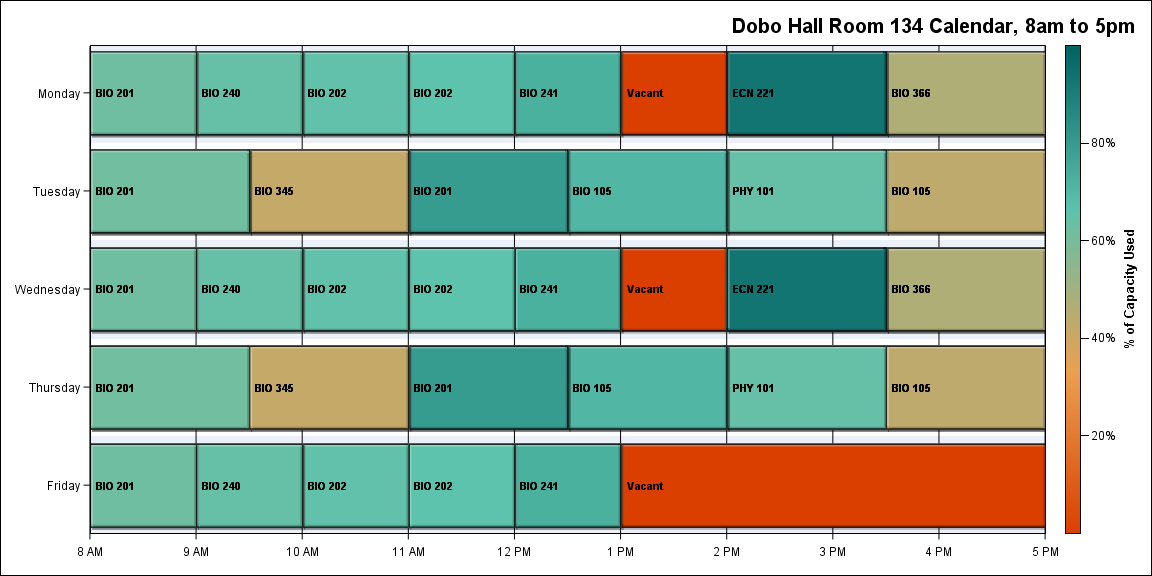 Dobo Hall Room 134 Calendar, 8am to 5pm
Monday
BIO 201
BIO 240
BIO 202
BIO 202
BIO 241
Vacant
ECN 221
BIO 366
Tuesday
BIO 201
BIO 345
BIO 201
BIO 105
PHY 101
BIO 105
Wednesday
BIO 201
BIO 240
BIO 202
BIO 202
BIO 241
Vacant
ECN 221
BIO 366
Thursday
BIO 201
BIO 345
BIO 201
BIO 105
PHY 101
BIO 105
Friday
BIO 201
BIO 240
BIO 202
BIO 202
BIO 241
Vacant
8 AM
9 AM
10 AM
11 AM
12 PM
1 PM
2 PM
3 PM
4 PM
5 PM
80%
60%
40%
20%
% of Capacity Used